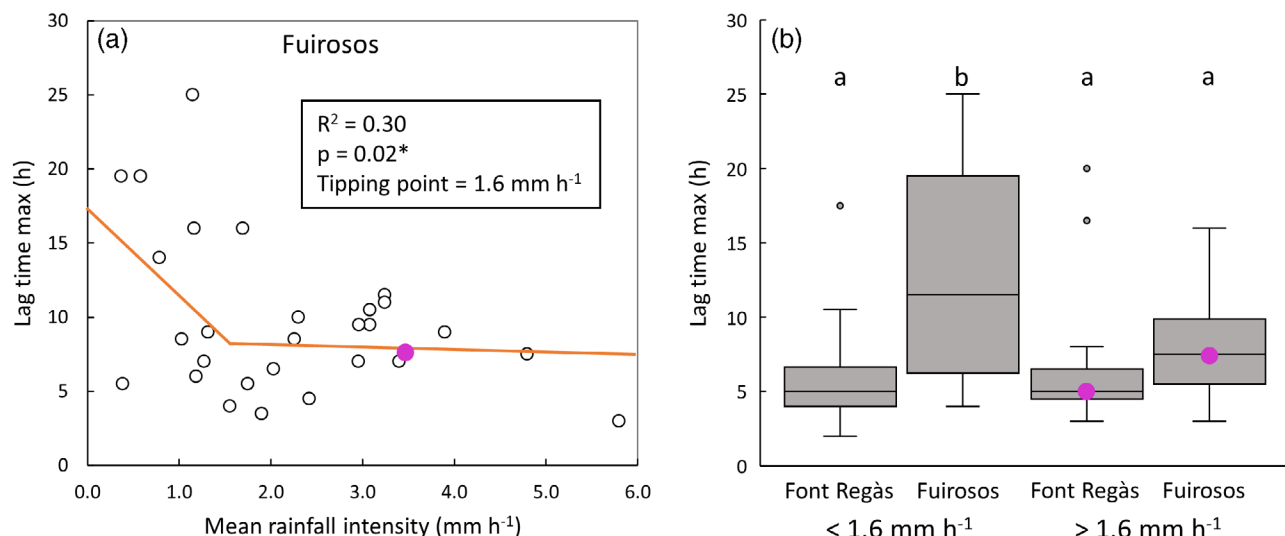 (a)
Fuirosos
R² = 0.30
p = 0.02*
Tipping point = 1.6 mm h⁻¹
Lag time max (h)
30
25
20
15
10
5
0
0.0 1.0 2.0 3.0 4.0 5.0 6.0
Mean rainfall intensity (mm h⁻¹)
(b)
a b a a
Lag time max (h)
30
25
20
15
10
5
0
Font Regàs Fuirosos Font Regàs Fuirosos
< 1.6 mm h⁻¹ > 1.6 mm h⁻¹